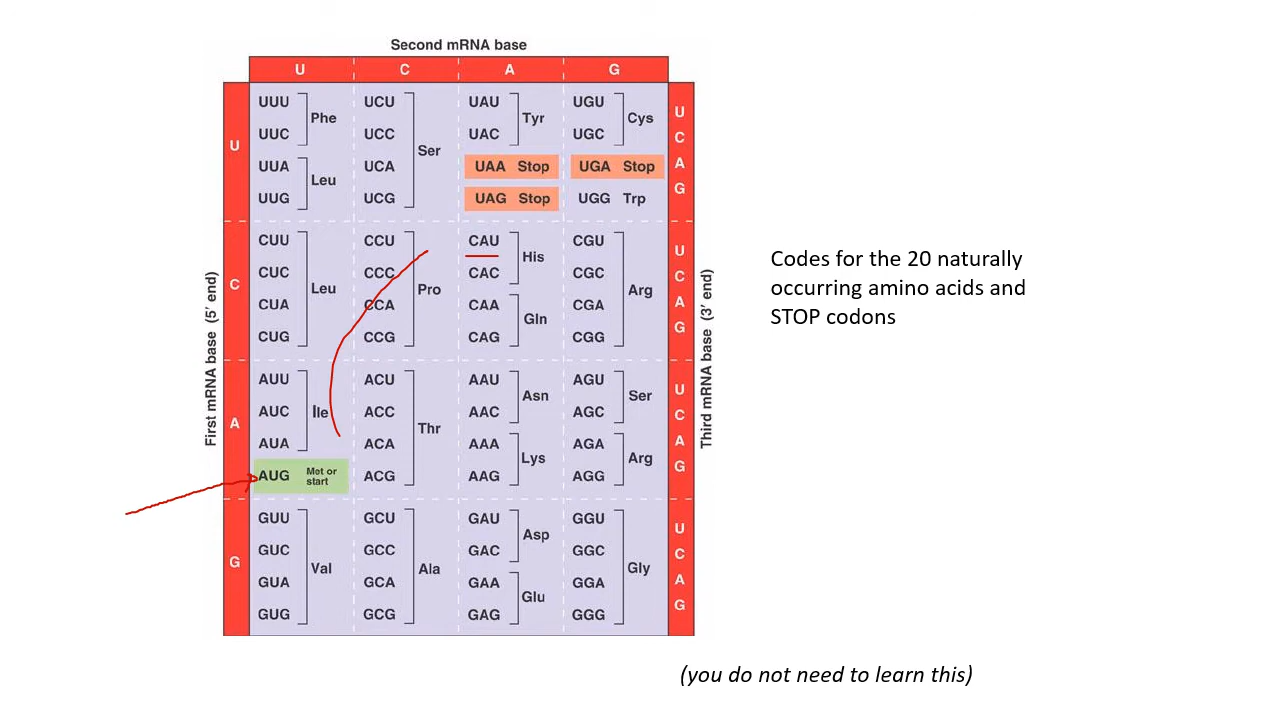 Second mRNA base
U C A G
First mRNA base (5' end)
Third mRNA base (3' end)
U
UUU
UUC
Phe
UUA
UUG
Leu
UCU
UCC
UCA
UCG
Ser
UAU
UAC
Tyr
UAA Stop
UAG Stop
UGU
UGC
Cys
UGA Stop
UGG Trp
U
C
A
G
C
CUU
CUC
CUA
CUG
Leu
CCU
CCC
CCA
CCG
Pro
CAU
CAC
His
CAA
CAG
Gln
CGU
CGC
CGA
CGG
Arg
U
C
A
G
A
AUU
AUC
AUA
Ile
AUG Met or
start
ACU
ACC
ACA
ACG
Thr
AAU
AAC
Asn
AAA
AAG
Lys
AGU
AGC
Ser
AGA
AGG
Arg
U
C
A
G
G
GUU
GUC
GUA
GUG
Val
GCU
GCC
GCA
GCG
Ala
GAU
GAC
Asp
GAA
GAG
Glu
GGU
GGC
GGA
GGG
Gly
U
C
A
G
Codes for the 20 naturally
occurring amino acids and
STOP codons
(you do not need to learn this)